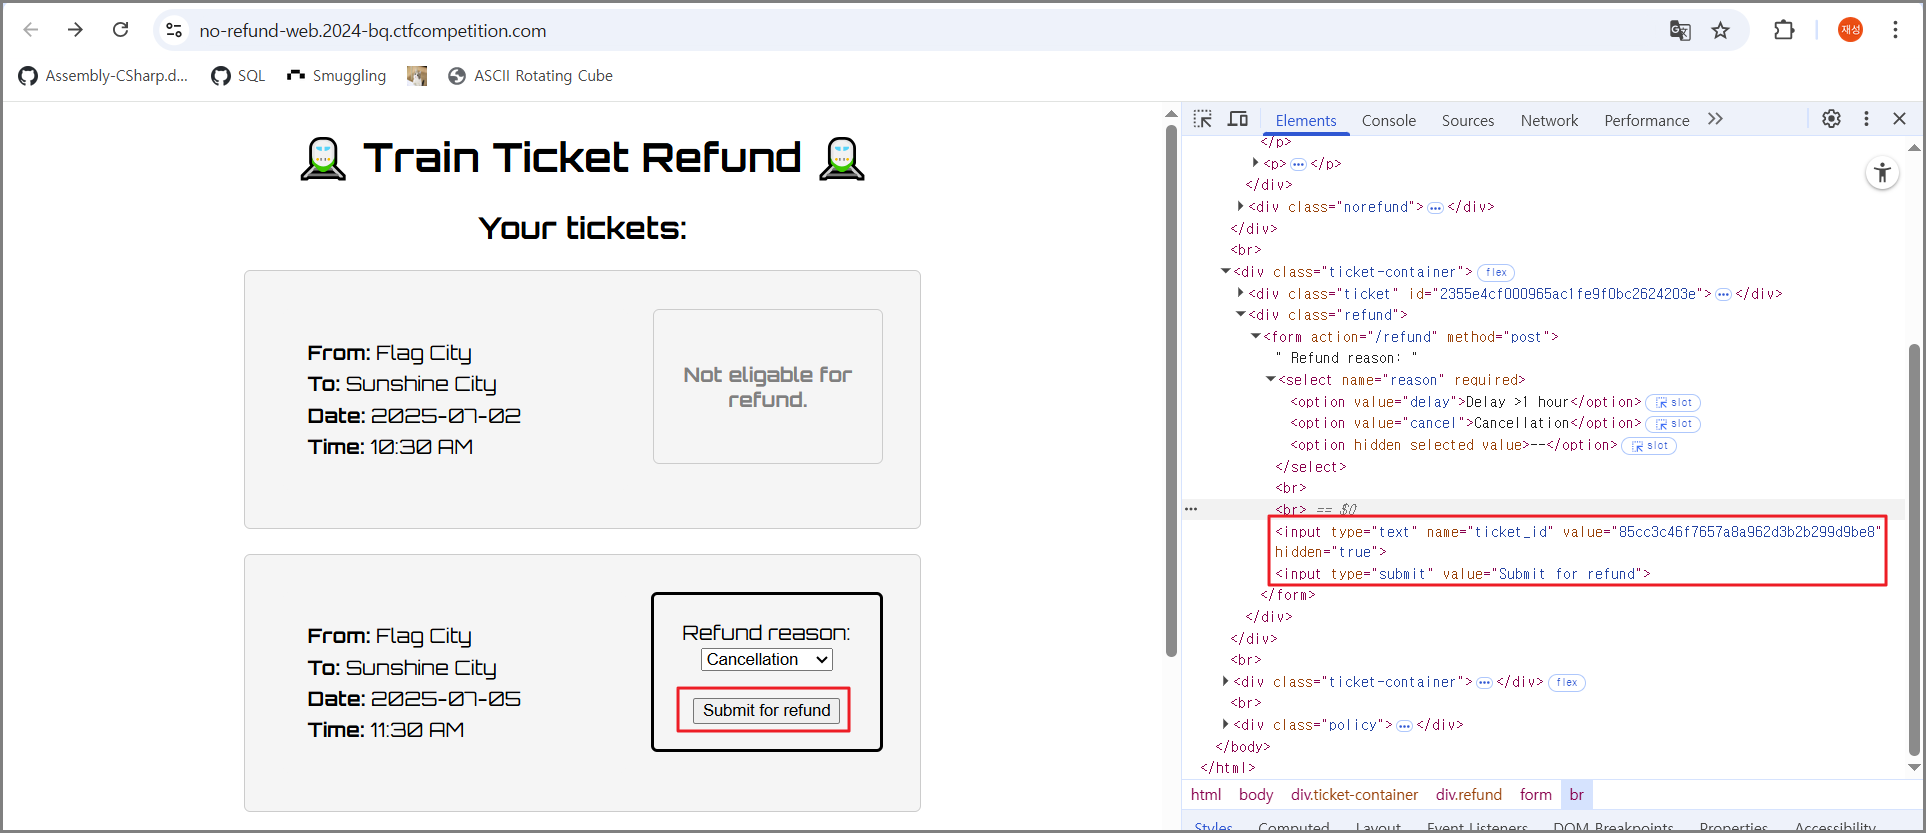 no-refund-web.2024-bq.ctfcompetition.com
재성
Assembly-CSharp.d...
SQL
Smuggling
ASCII Rotating Cube
Train Ticket Refund
Your tickets:
From: Flag City
To: Sunshine City
Date: 2025-07-02
Time: 10:30 AM
Not eligable for
refund.
From: Flag City
To: Sunshine City
Date: 2025-07-05
Time: 11:30 AM
Refund reason:
Cancellation
Submit for refund
Elements Console Sources Network Performance
</p>
<p> ••• </p>
</div>
<div class="norefund"> ••• </div>
</div>
<br>
<div class="ticket-container"> flex
<div class="ticket" id="2355e4cf000965ac1fe9f0bc2624203e"> ••• </div>
<div class="refund">
<form action="/refund" method="post">
" Refund reason: "
<select name="reason" required>
<option value="delay">Delay >1 hour</option> slot
<option value="cancel">Cancellation</option> slot
<option hidden selected value>--</option> slot
</select>
<br>
••• <br> == $0
<input type="text" name="ticket_id" value="85cc3c46f7657a8a962d3b2b299d9be8"
hidden="true">
<input type="submit" value="Submit for refund">
</form>
</div>
</div>
<br>
<div class="ticket-container"> ••• </div> flex
<br>
<div class="policy"> ••• </div>
</body>
</html>
html body div.ticket-container div.refund form br
Styles Computed Layout Event Listeners DOM Breakpoints Properties Accessibility